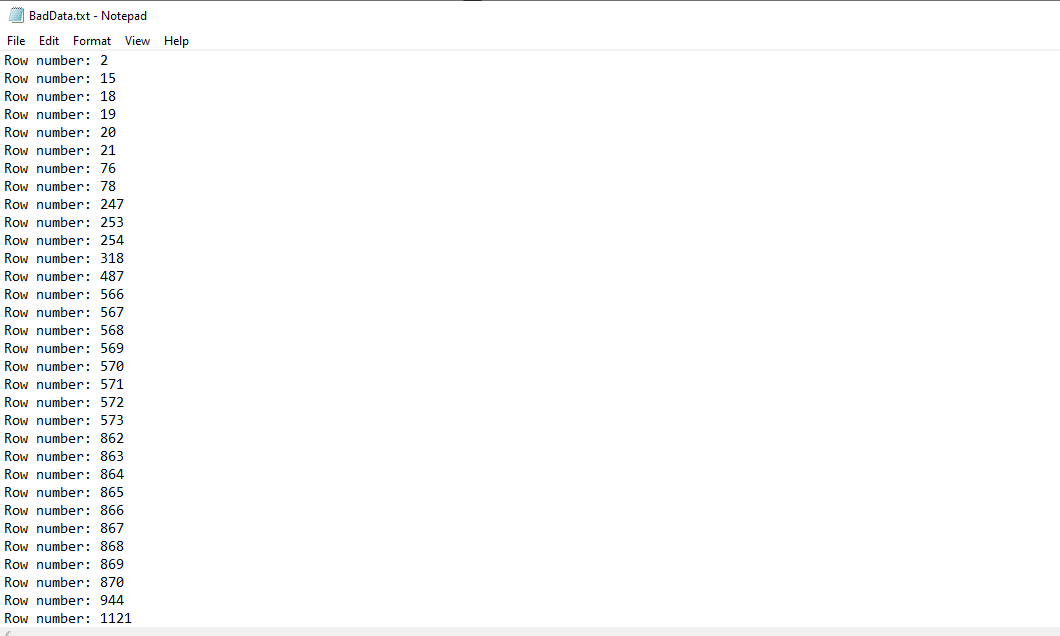 BadData.txt - Notepad
File Edit Format View Help
Row number: 2
Row number: 15
Row number: 18
Row number: 19
Row number: 20
Row number: 21
Row number: 76
Row number: 78
Row number: 247
Row number: 253
Row number: 254
Row number: 318
Row number: 487
Row number: 566
Row number: 567
Row number: 568
Row number: 569
Row number: 570
Row number: 571
Row number: 572
Row number: 573
Row number: 862
Row number: 863
Row number: 864
Row number: 865
Row number: 866
Row number: 867
Row number: 868
Row number: 869
Row number: 870
Row number: 944
Row number: 1121